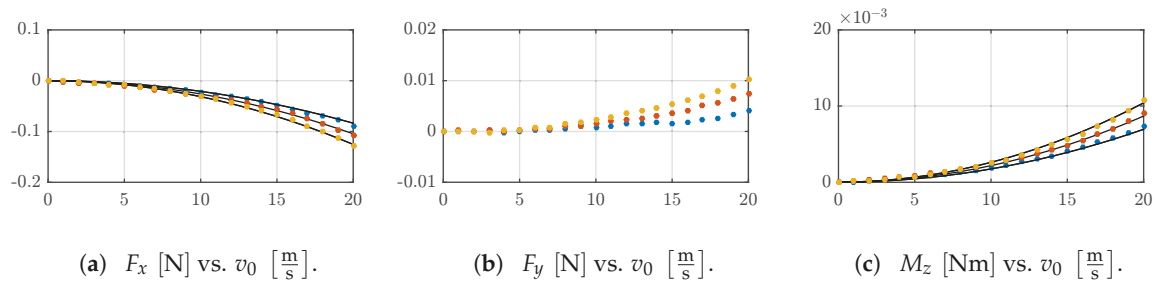 0.1
0
-0.1
-0.2
0 5 10 15 20
0.02
0.01
0
-0.01
0 5 10 15 20
20 ×10⁻³
10
0
0 5 10 15 20
(a) Fₓ [N] vs. v₀ [m/s].
(b) F_y [N] vs. v₀ [m/s].
(c) M_z [Nm] vs. v₀ [m/s].